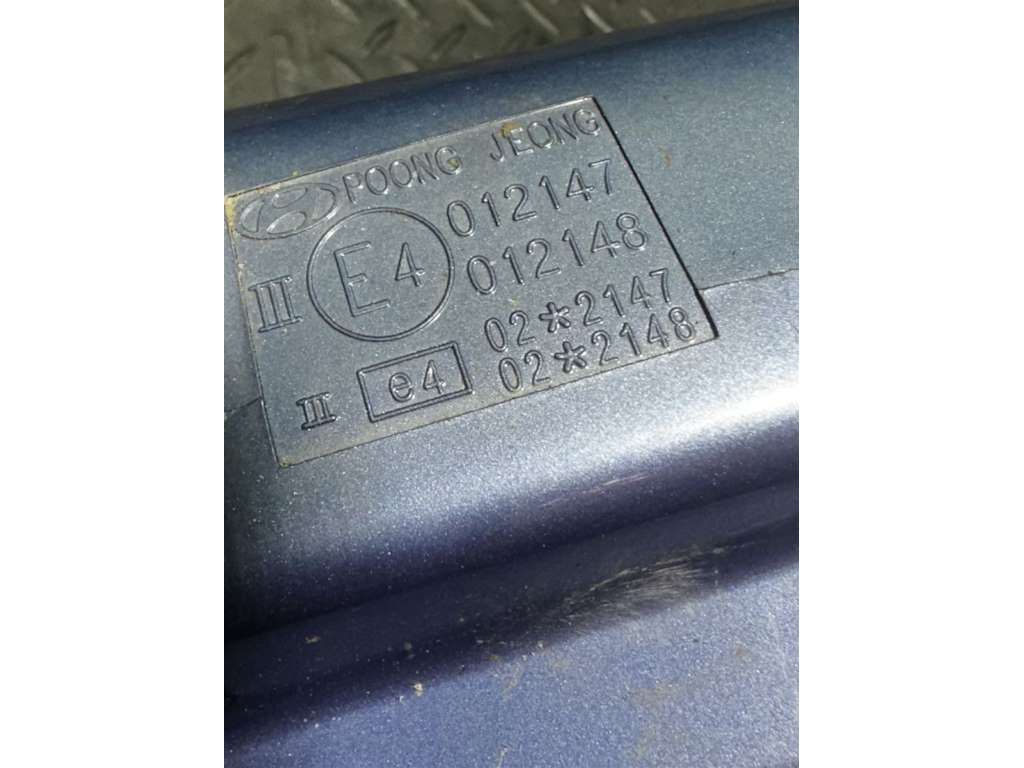 POONG JEONG
III E4 012147
012148
02*2147
III e4 02*2148